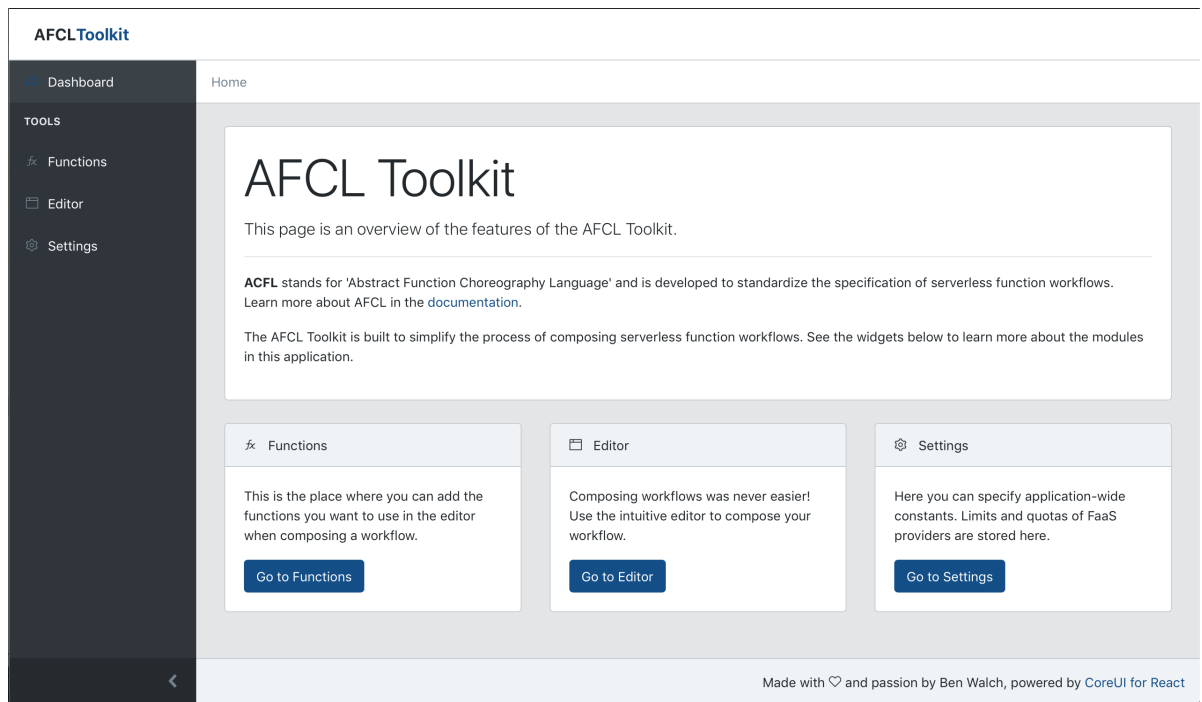 AFCLToolkit
Dashboard
Home
TOOLS
Functions
Editor
Settings
AFCL Toolkit
This page is an overview of the features of the AFCL Toolkit.
ACFL stands for 'Abstract Function Choreography Language' and is developed to standardize the specification of serverless function workflows.
Learn more about AFCL in the documentation.
The AFCL Toolkit is built to simplify the process of composing serverless function workflows. See the widgets below to learn more about the modules
in this application.
fx Functions
This is the place where you can add the
functions you want to use in the editor
when composing a workflow.
Go to Functions
Editor
Composing workflows was never easier!
Use the intuitive editor to compose your
workflow.
Go to Editor
Settings
Here you can specify application-wide
constants. Limits and quotas of FaaS
providers are stored here.
Go to Settings
Made with ♡ and passion by Ben Walch, powered by CoreUI for React